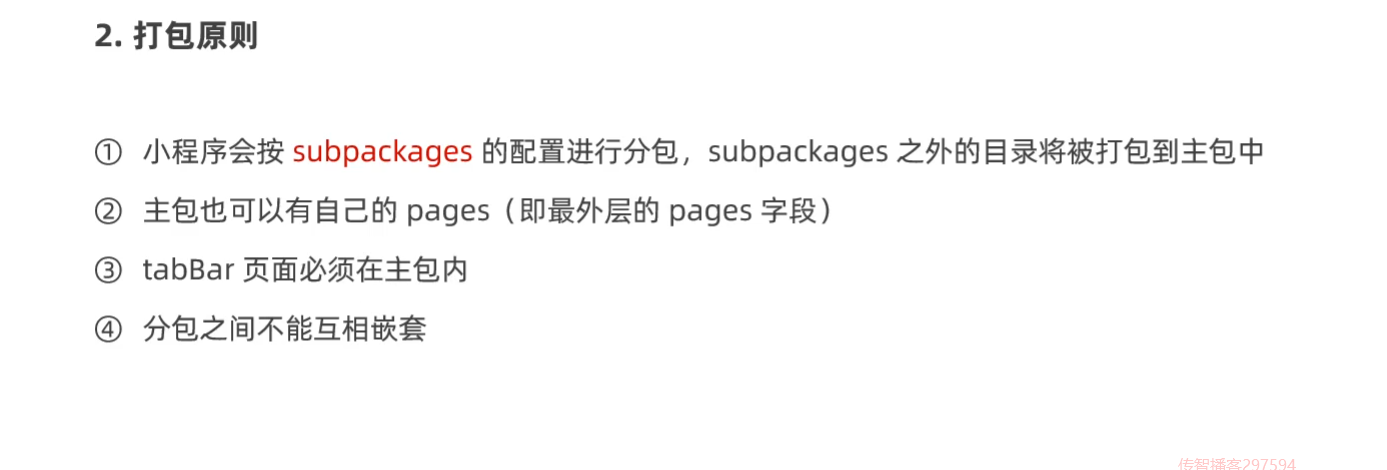 2. 打包原则
① 小程序会按 subpackages 的配置进行分包，subpackages 之外的目录将被打包到主包中
② 主包也可以有自己的 pages（即最外层的 pages 字段）
③ tabBar 页面必须在主包内
④ 分包之间不能互相嵌套
传智播客297594